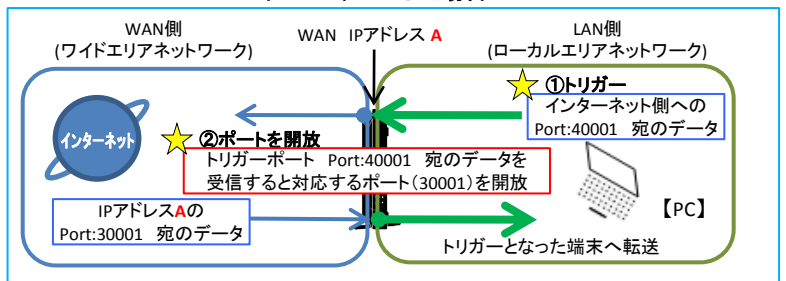 WAN側
(ワイドエリアネットワーク)
WAN IPアドレス A
LAN側
(ローカルエリアネットワーク)
①トリガー
インターネット側への
Port:40001 宛のデータ
インターネット
②ポートを開放
トリガーポート Port:40001 宛のデータを
受信すると対応するポート(30001)を開放
IPアドレスAの
Port:30001 宛のデータ
【PC】
トリガーとなった端末へ転送